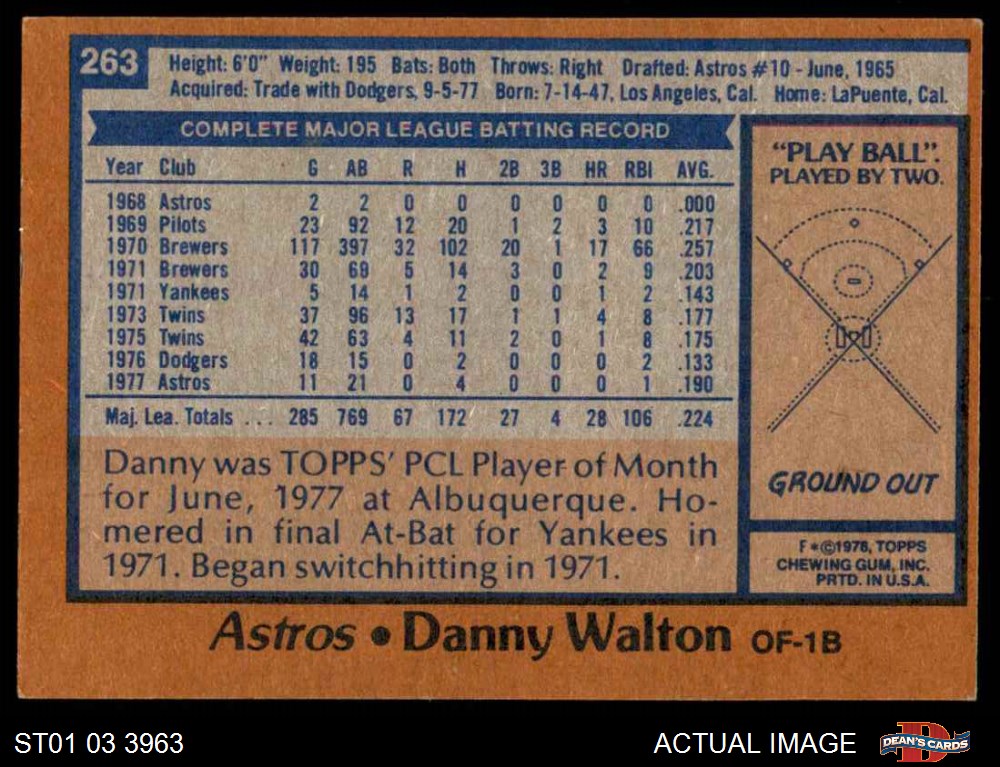 263
Height: 6'0" Weight: 195 Bats: Both Throws: Right Drafted: Astros #10 - June, 1965
Acquired: Trade with Dodgers, 9-5-77 Born: 7-14-47, Los Angeles, Cal. Home: LaPuente, Cal.
COMPLETE MAJOR LEAGUE BATTING RECORD
Year Club G AB R H 2B 3B HR RBI AVG.
1968 Astros 2 2 0 0 0 0 0 0 .000
1969 Pilots 23 92 12 20 1 2 3 10 .217
1970 Brewers 117 397 32 102 20 1 17 66 .257
1971 Brewers 30 69 5 14 3 0 2 9 .203
1971 Yankees 5 14 1 2 0 0 1 2 .143
1973 Twins 37 96 13 17 1 1 4 8 .177
1975 Twins 42 63 4 11 2 0 1 8 .175
1976 Dodgers 18 15 0 2 0 0 0 2 .133
1977 Astros 11 21 0 4 0 0 0 1 .190
Maj. Lea. Totals ... 285 769 67 172 27 4 28 106 .224
Danny was TOPPS' PCL Player of Month
for June, 1977 at Albuquerque. Ho-
mered in final At-Bat for Yankees in
1971. Began switchhitting in 1971.
"PLAY BALL".
PLAYED BY TWO.
GROUND OUT
F*©1978, TOPPS
CHEWING GUM, INC.
PRTD. IN U.S.A.
Astros • Danny Walton OF-1B
ST01 03 3963
ACTUAL IMAGE
DEAN'S CARDS